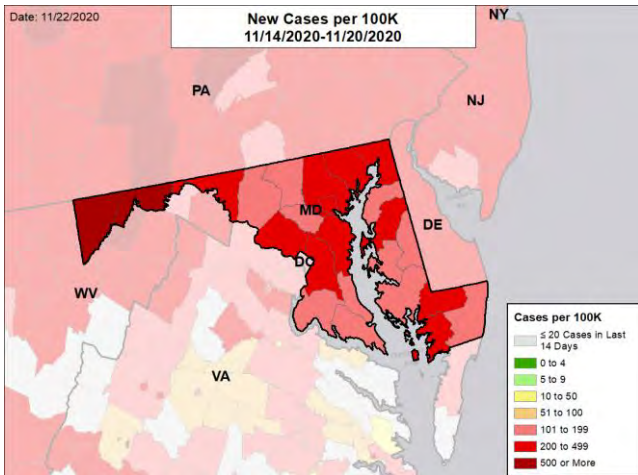 Date: 11/22/2020
New Cases per 100K
11/14/2020-11/20/2020
NY
PA
NJ
MD
DE
DC
WV
VA
Cases per 100K
≤ 20 Cases in Last
14 Days
0 to 4
5 to 9
10 to 50
51 to 100
101 to 199
200 to 499
500 or More